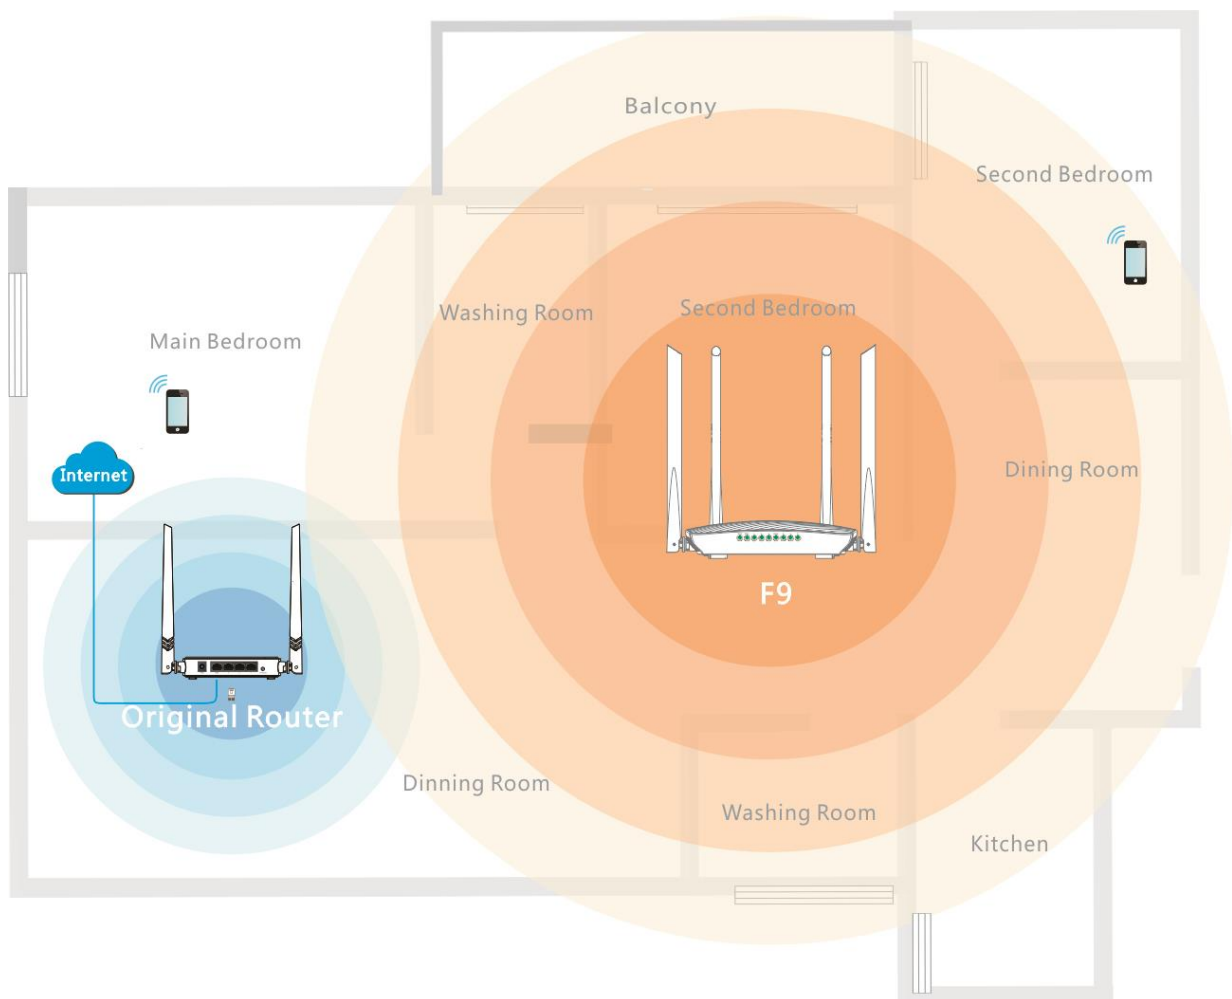 Balcony
Second Bedroom
Washing Room
Second Bedroom
Main Bedroom
Internet
Dining Room
F9
Original Router
Dinning Room
Washing Room
Kitchen